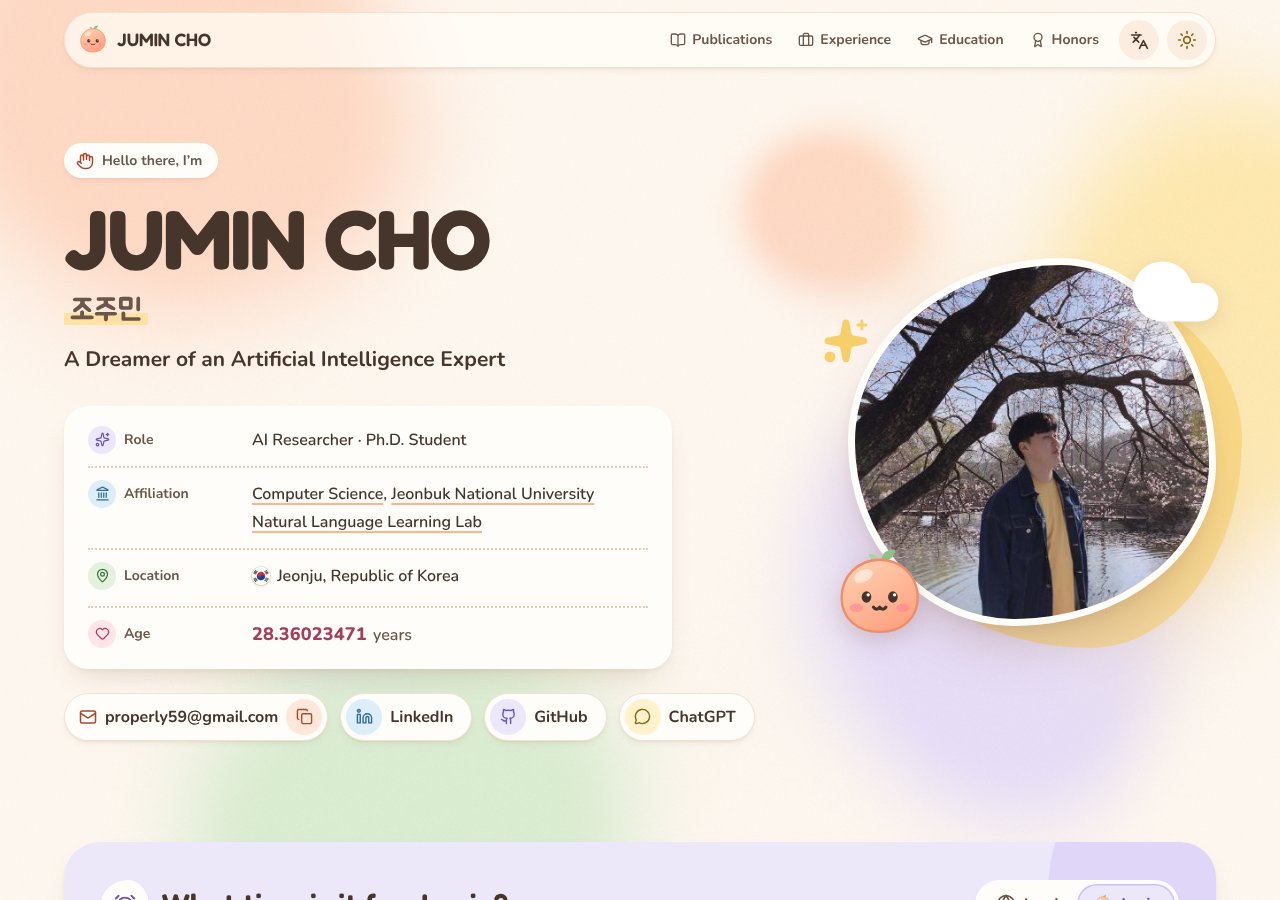 JUMIN CHO
Publications
Experience
Education
Honors
Hello there, I'm
JUMIN CHO
조주민
A Dreamer of an Artificial Intelligence Expert
Role
AI Researcher · Ph.D. Student
Affiliation
Computer Science, Jeonbuk National University
Natural Language Learning Lab
Location
Jeonju, Republic of Korea
Age
28.36023471 years
properly59@gmail.com
LinkedIn
GitHub
ChatGPT